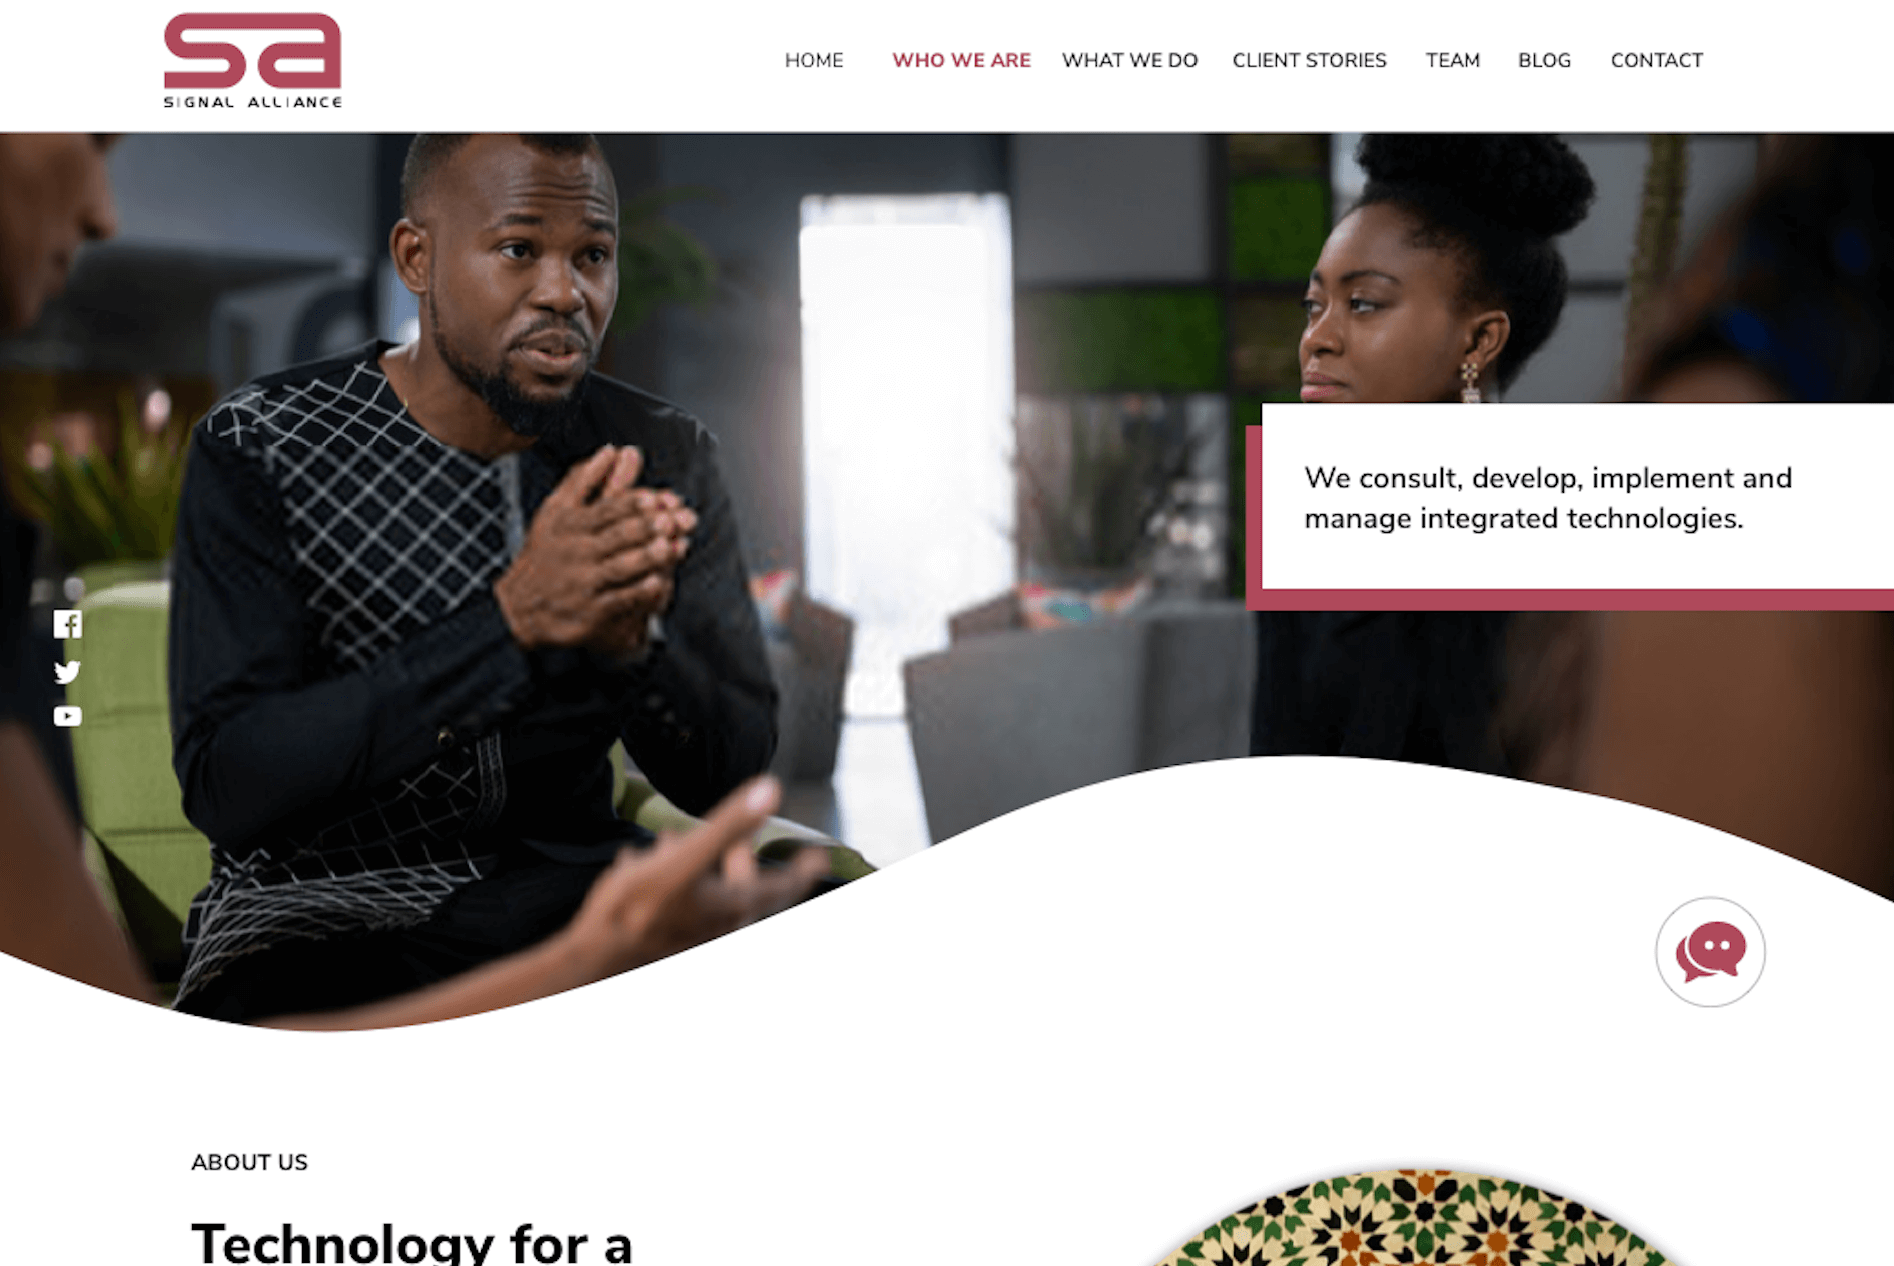 sa
SIGNAL ALLIANCE
HOME WHO WE ARE WHAT WE DO CLIENT STORIES TEAM BLOG CONTACT
We consult, develop, implement and
manage integrated technologies.
ABOUT US
Technology for a